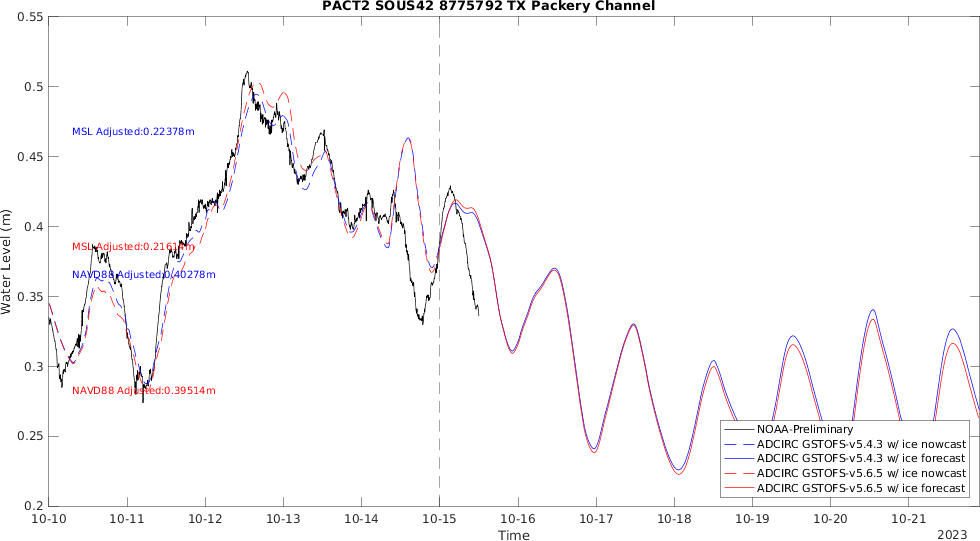 PACT2 SOUS42 8775792 TX Packery Channel
0.55
0.5
0.45
0.4
0.35
0.3
0.25
0.2
Water Level (m)
MSL Adjusted:0.22378m
NAVD88 Adjusted:0.40278m
NAVD88 Adjusted:0.39514m
NOAA-Preliminary
ADCIRC GSTOFS-v5.4.3 w/ ice nowcast
ADCIRC GSTOFS-v5.4.3 w/ ice forecast
ADCIRC GSTOFS-v5.6.5 w/ ice nowcast
ADCIRC GSTOFS-v5.6.5 w/ ice forecast
10-10 10-11 10-12 10-13 10-14 10-15 10-16 10-17 10-18 10-19 10-20 10-21
Time
2023